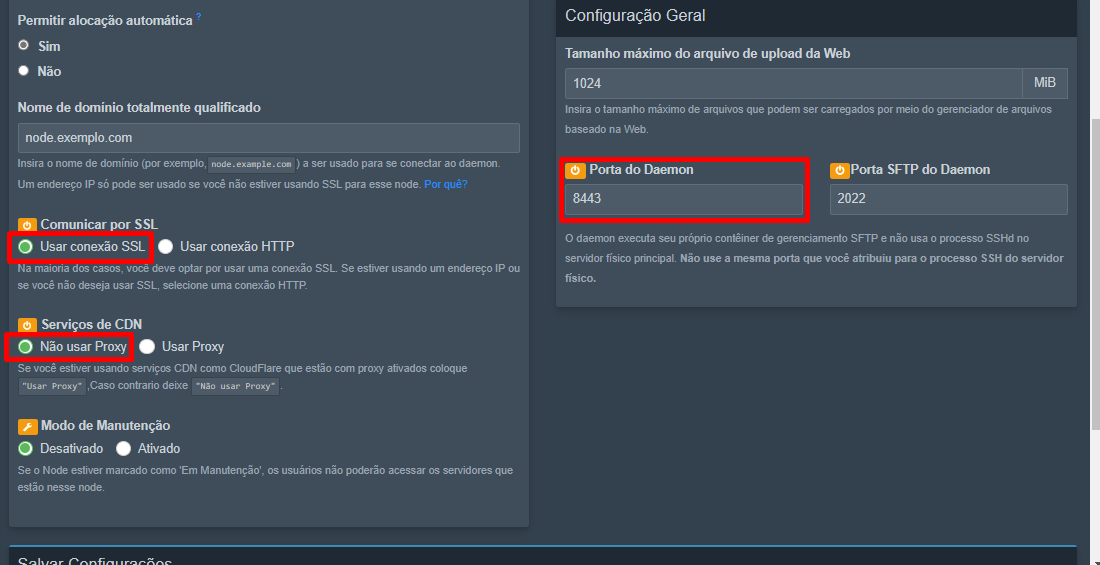 Permitir alocação automática ?
Sim
Não
Nome de domínio totalmente qualificado
node.exemplo.com
Insira o nome de domínio (por exemplo, node.example.com ) a ser usado para se conectar ao daemon.
Um endereço IP só pode ser usado se você não estiver usando SSL para esse node. Por quê?
Comunicar por SSL
Usar conexão SSL Usar conexão HTTP
Na maioria dos casos, você deve optar por usar uma conexão SSL. Se estiver usando um endereço IP ou
se você não deseja usar SSL, selecione uma conexão HTTP.
Serviços de CDN
Não usar Proxy Usar Proxy
Se você estiver usando serviços CDN como CloudFlare que estão com proxy ativados coloque
"Usar Proxy" ,Caso contrario deixe "Não usar Proxy" .
Modo de Manutenção
Desativado Ativado
Se o Node estiver marcado como 'Em Manutenção', os usuários não poderão acessar os servidores que
estão nesse node.
Configuração Geral
Tamanho máximo do arquivo de upload da Web
1024 MiB
Insira o tamanho máximo de arquivos que podem ser carregados por meio do gerenciador de arquivos
baseado na Web.
Porta do Daemon Porta SFTP do Daemon
8443 2022
O daemon executa seu próprio contêiner de gerenciamento SFTP e não usa o processo SSHd no
servidor físico principal. Não use a mesma porta que você atribuiu para o processo SSH do servidor
físico.
Salvar Configurações